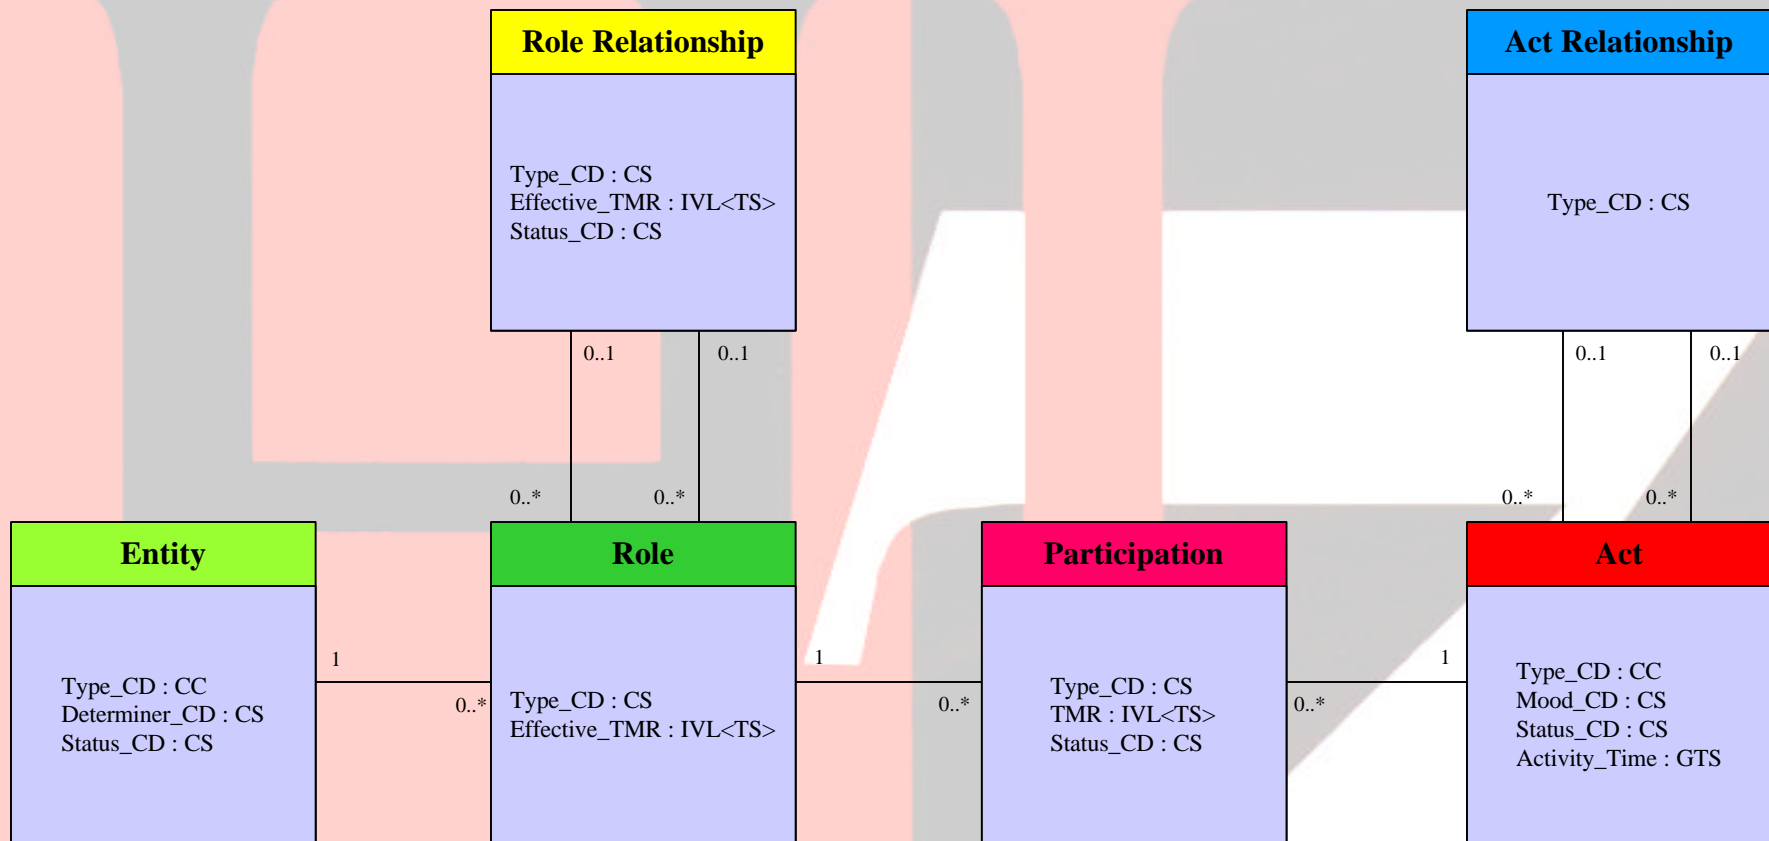 Role Relationship
Type_CD : CS
Effective_TMR : IVL<TS>
Status_CD : CS
Act Relationship
Type_CD : CS
0..1
0..1
0..1
0..1
0..*
0..*
0..*
0..*
Entity
Type_CD : CC
Determiner_CD : CS
Status_CD : CS
1
0..*
Role
Type_CD : CS
Effective_TMR : IVL<TS>
1
0..*
Participation
Type_CD : CS
TMR : IVL<TS>
Status_CD : CS
0..*
1
Act
Type_CD : CC
Mood_CD : CS
Status_CD : CS
Activity_Time : GTS